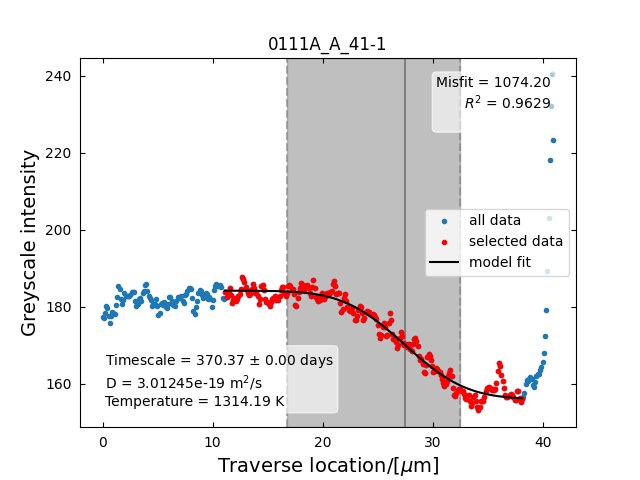 0111A_A_41-1
Misfit = 1074.20
R² = 0.9629
Greyscale intensity
240
220
200
180
160
all data
selected data
model fit
Timescale = 370.37 ± 0.00 days
D = 3.01245e-19 m²/s
Temperature = 1314.19 K
0 10 20 30 40
Traverse location/[μm]